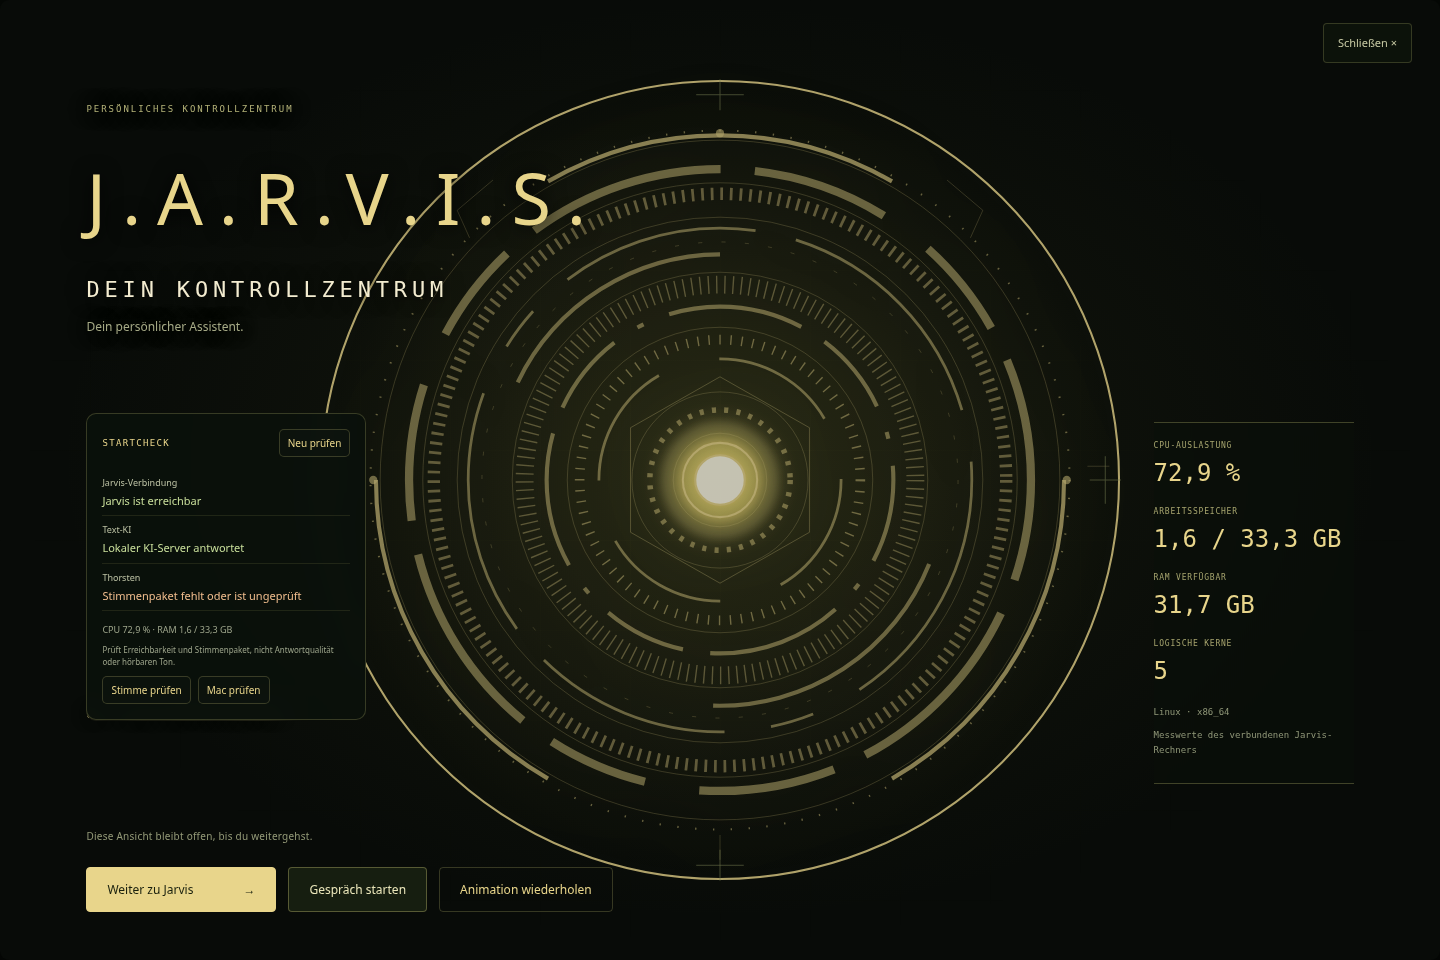 Schließen ×
PERSÖNLICHES KONTROLLZENTRUM
J.A.R.V.I.S.
DEIN KONTROLLZENTRUM
Dein persönlicher Assistent.
STARTCHECK
Neu prüfen
Jarvis-Verbindung
Jarvis ist erreichbar
Text-KI
Lokaler KI-Server antwortet
Thorsten
Stimmenpaket fehlt oder ist ungeprüft
CPU 72,9 % · RAM 1,6 / 33,3 GB
Prüft Erreichbarkeit und Stimmenpaket, nicht Antwortqualität
oder hörbaren Ton.
Stimme prüfen
Mac prüfen
CPU-AUSLASTUNG
72,9 %
ARBEITSSPEICHER
1,6 / 33,3 GB
RAM VERFÜGBAR
31,7 GB
LOGISCHE KERNE
5
Linux · x86_64
Messwerte des verbundenen Jarvis-
Rechners
Diese Ansicht bleibt offen, bis du weitergehst.
Weiter zu Jarvis →
Gespräch starten
Animation wiederholen